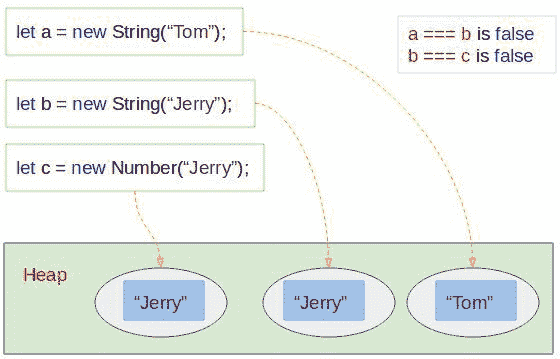 let a = new String(“Tom”);
a === b is false
b === c is false
let b = new String(“Jerry”);
let c = new Number(“Jerry”);
Heap
“Jerry”
“Jerry”
“Tom”